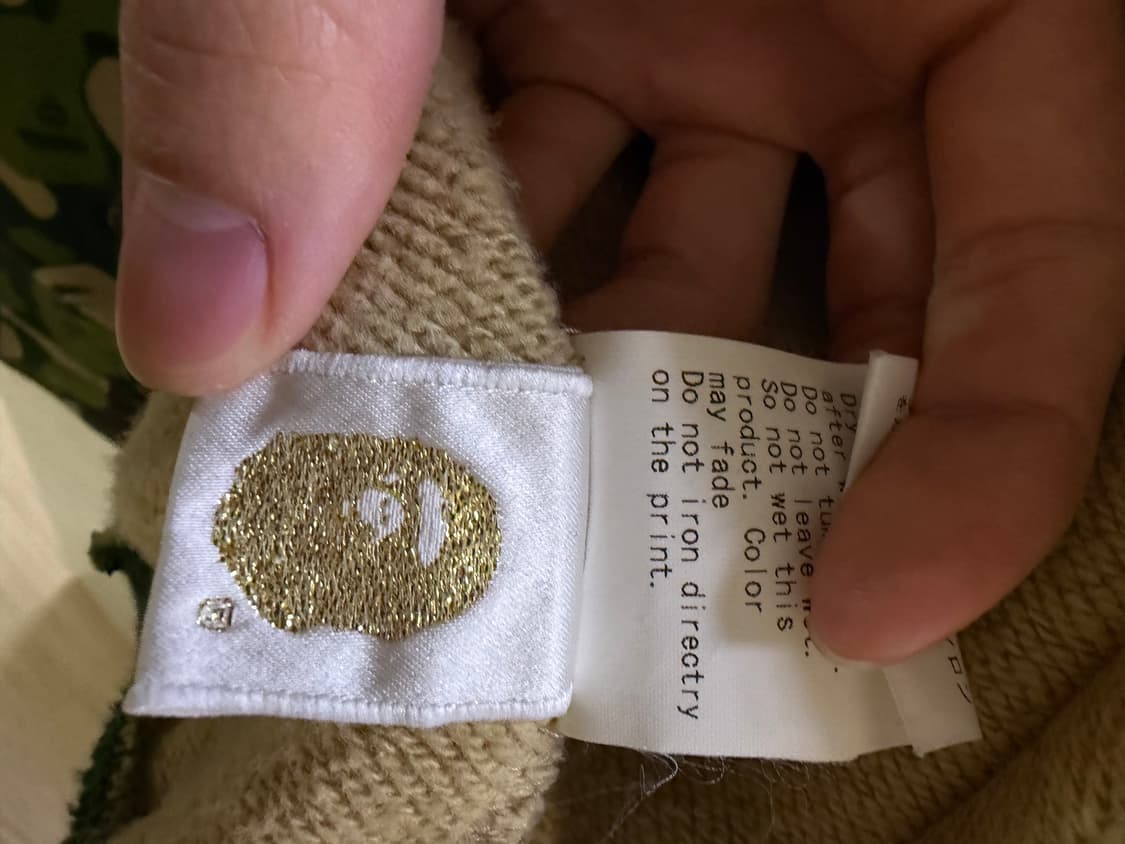 Dry
after
Do not
Do not leave
So not wet this
product. Color
may fade
Do not iron directry
on the print.